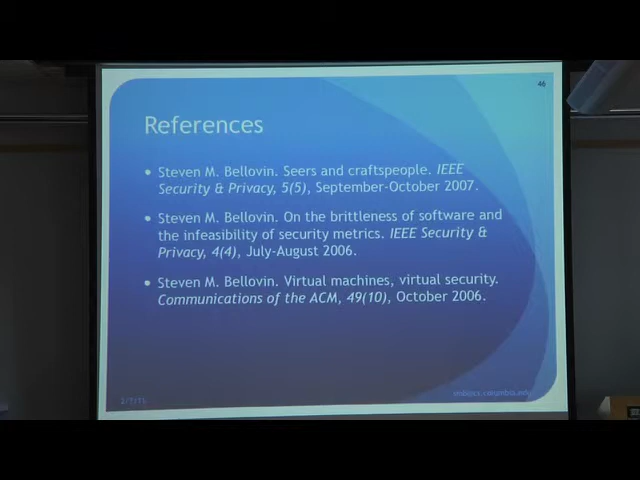 46
References
• Steven M. Bellovin. Seers and craftspeople. IEEE
Security & Privacy, 5(5), September-October 2007.
• Steven M. Bellovin. On the brittleness of software and
the infeasibility of security metrics. IEEE Security &
Privacy, 4(4), July-August 2006.
• Steven M. Bellovin. Virtual machines, virtual security.
Communications of the ACM, 49(10), October 2006.